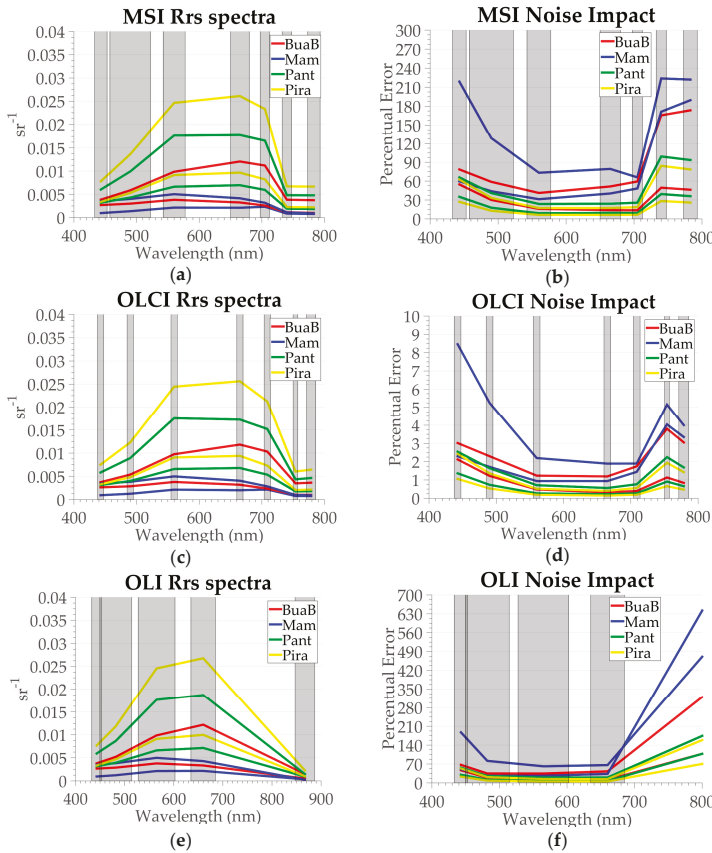 MSI Rrs spectra
0.04
0.035
0.03
0.025
0.02
0.015
0.01
0.005
0
sr⁻¹
BuaB
Mam
Pant
Pira
400 500 600 700 800
Wavelength (nm)
(a)
MSI Noise Impact
300
270
240
210
180
150
120
90
60
30
0
Percentual Error
BuaB
Mam
Pant
Pira
400 500 600 700 800
Wavelength (nm)
(b)
OLCI Rrs spectra
0.04
0.035
0.03
0.025
0.02
0.015
0.01
0.005
0
sr⁻¹
BuaB
Mam
Pant
Pira
400 500 600 700 800
Wavelength (nm)
(c)
OLCI Noise Impact
10
9
8
7
6
5
4
3
2
1
0
Percentual Error
BuaB
Mam
Pant
Pira
400 500 600 700 800
Wavelength (nm)
(d)
OLI Rrs spectra
0.04
0.035
0.03
0.025
0.02
0.015
0.01
0.005
0
sr⁻¹
BuaB
Mam
Pant
Pira
400 500 600 700 800 900
Wavelength (nm)
(e)
OLI Noise Impact
700
630
560
490
420
350
280
210
140
70
0
Percentual Error
BuaB
Mam
Pant
Pira
400 500 600 700 800
Wavelength (nm)
(f)